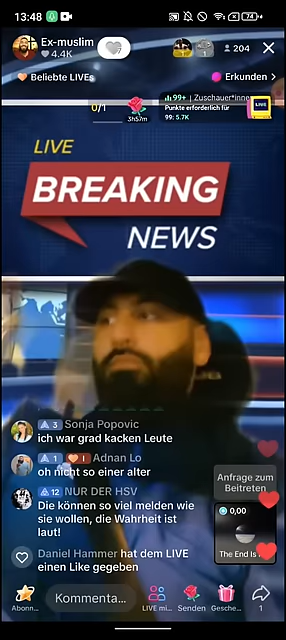 13:48
74
Ex-muslim
4.4K
204
Beliebte LIVEs
Erkunden >
0/1
3h57m
99+ | Zuschauer*inne
Punkte erforderlich für
99: 5.7K
LIVE
LIVE
BREAKING
NEWS
3 Sonja Popovic
ich war grad kacken Leute
1 1 Adnan Lo
oh nicht so einer alter
12 NUR DER HSV
Die können so viel melden wie
sie wollen, die Wahrheit ist
laut!
Daniel Hammer hat dem LIVE
einen Like gegeben
Anfrage zum
Beitreten
0,00
The End Is
Abonn...
Kommenta...
LIVE mi...
Senden
Gesche...
1